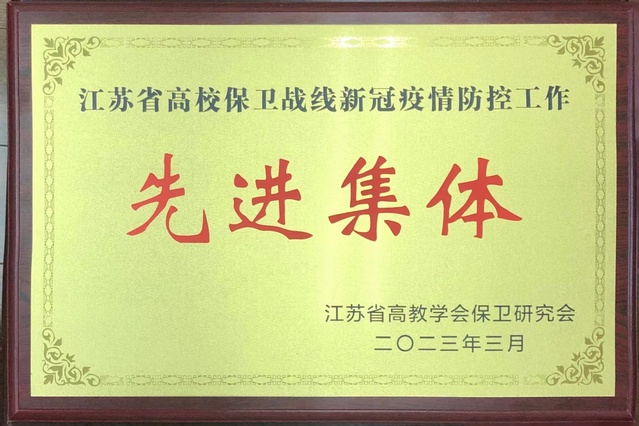 江苏省高校保卫战线新冠疫情防控工作
先进集体
江苏省高教学会保卫研究会
二〇二三年三月